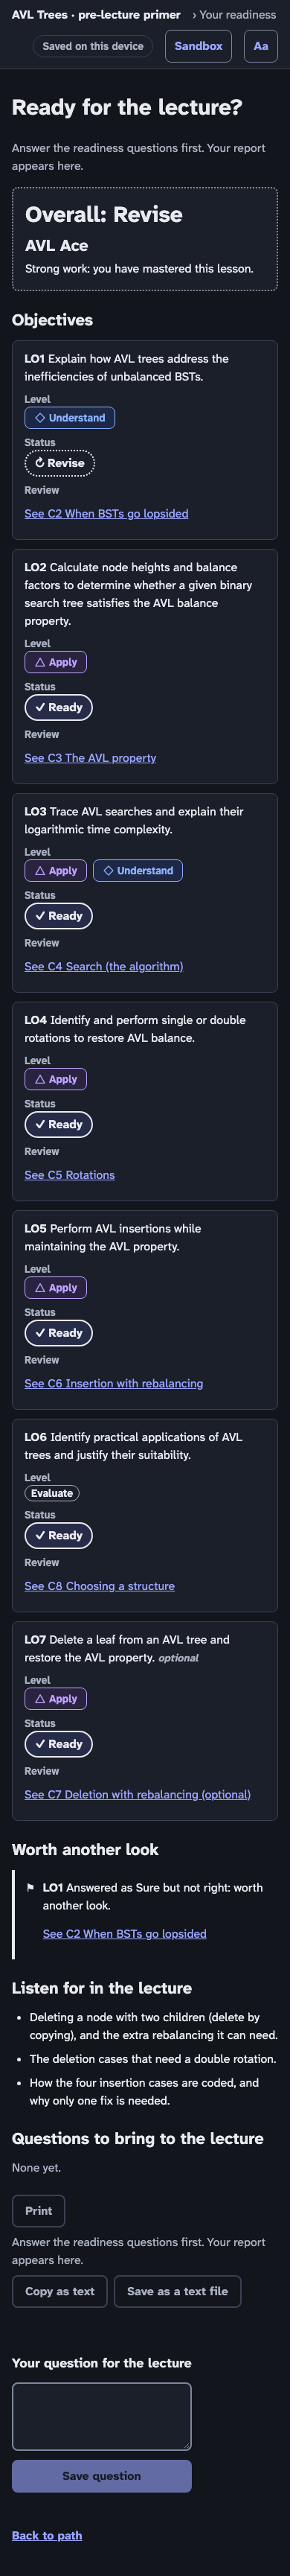 AVL Trees · pre-lecture primer › Your readiness
Saved on this device
Sandbox
Aa
Ready for the lecture?
Answer the readiness questions first. Your report
appears here.
Overall: Revise
AVL Ace
Strong work: you have mastered this lesson.
Objectives
LO1 Explain how AVL trees address the
inefficiencies of unbalanced BSTs.
Level
◇ Understand
Status
↻ Revise
Review
See C2 When BSTs go lopsided
LO2 Calculate node heights and balance
factors to determine whether a given binary
search tree satisfies the AVL balance
property.
Level
△ Apply
Status
✓ Ready
Review
See C3 The AVL property
LO3 Trace AVL searches and explain their
logarithmic time complexity.
Level
△ Apply ◇ Understand
Status
✓ Ready
Review
See C4 Search (the algorithm)
LO4 Identify and perform single or double
rotations to restore AVL balance.
Level
△ Apply
Status
✓ Ready
Review
See C5 Rotations
LO5 Perform AVL insertions while
maintaining the AVL property.
Level
△ Apply
Status
✓ Ready
Review
See C6 Insertion with rebalancing
LO6 Identify practical applications of AVL
trees and justify their suitability.
Level
Evaluate
Status
✓ Ready
Review
See C8 Choosing a structure
LO7 Delete a leaf from an AVL tree and
restore the AVL property. optional
Level
△ Apply
Status
✓ Ready
Review
See C7 Deletion with rebalancing (optional)
Worth another look
⚑ LO1 Answered as Sure but not right: worth
another look.
See C2 When BSTs go lopsided
Listen for in the lecture
• Deleting a node with two children (delete by
copying), and the extra rebalancing it can need.
• The deletion cases that need a double rotation.
• How the four insertion cases are coded, and
why only one fix is needed.
Questions to bring to the lecture
None yet.
Print
Answer the readiness questions first. Your report
appears here.
Copy as text
Save as a text file
Your question for the lecture
Save question
Back to path